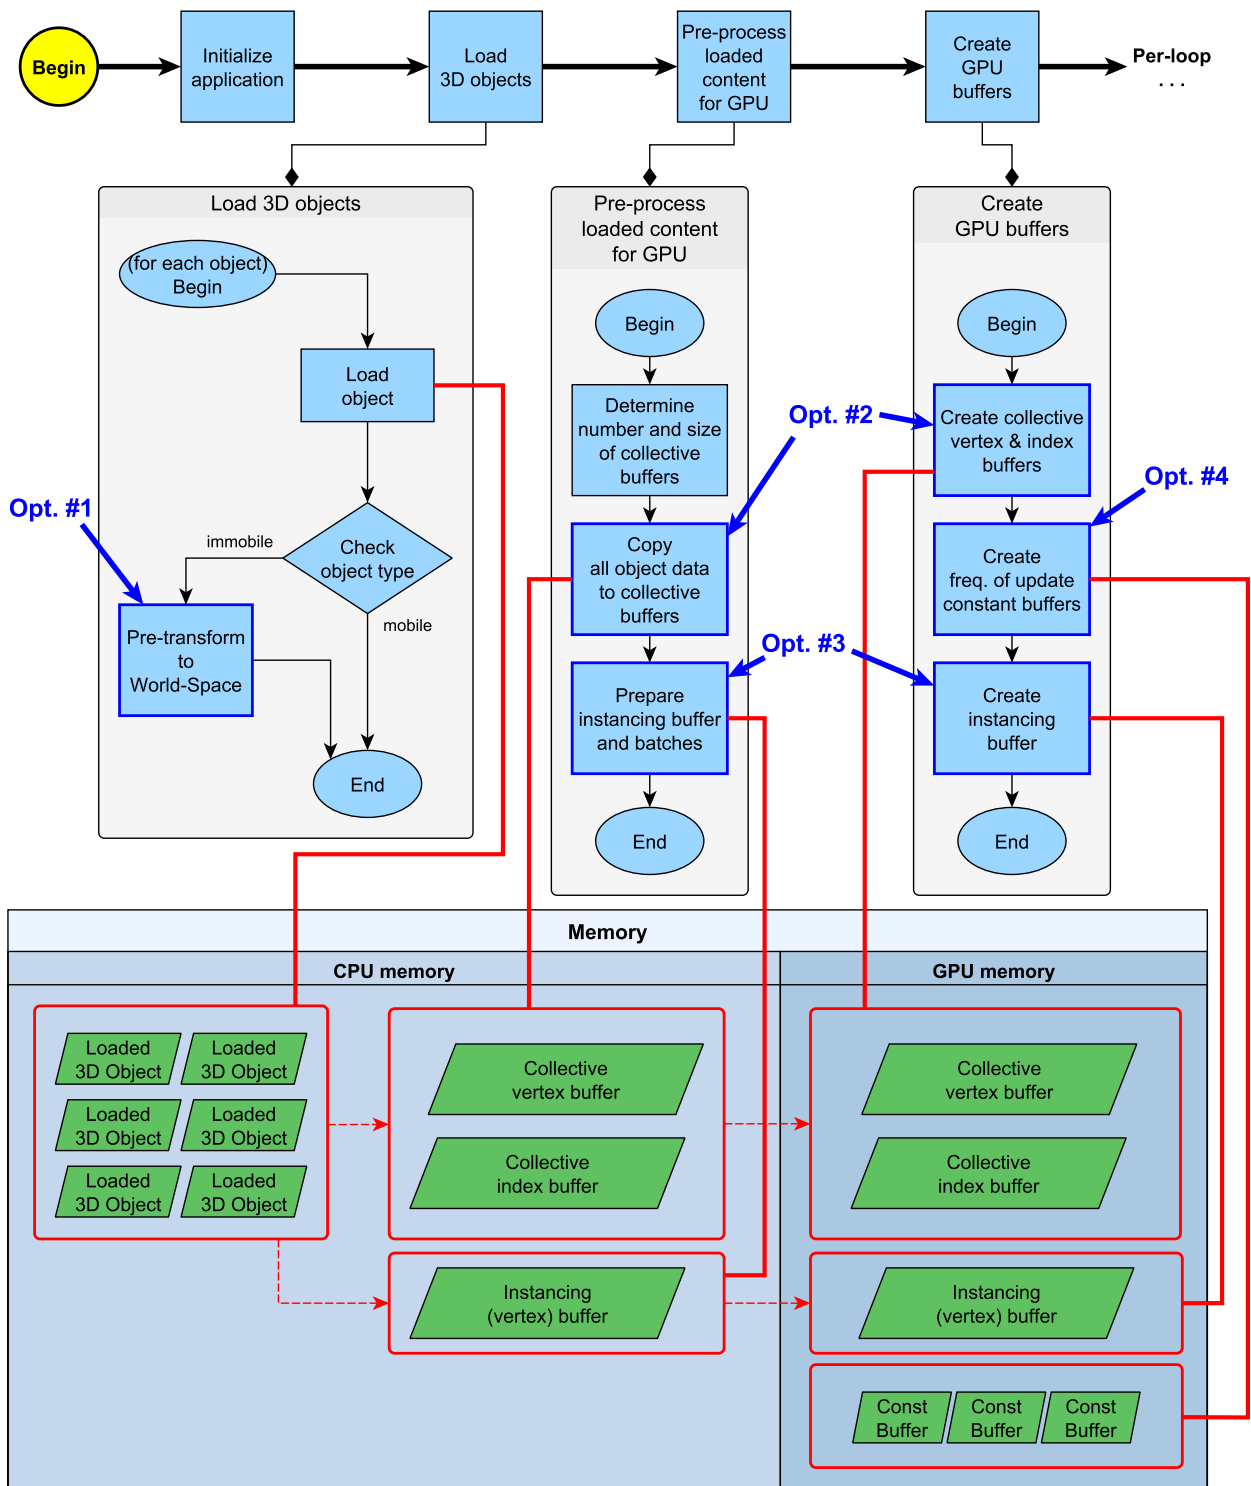 Begin
Initialize
application
Load
3D objects
Pre-process
loaded
content
for GPU
Create
GPU
buffers
Per-loop
. . .
Load 3D objects
(for each object)
Begin
Load
object
Check
object type
immobile
mobile
Opt. #1
Pre-transform
to
World-Space
End
Pre-process
loaded content
for GPU
Begin
Determine
number and size
of collective
buffers
Copy
all object data
to collective
buffers
Prepare
instancing buffer
and batches
End
Opt. #2
Opt. #3
Create
GPU buffers
Begin
Create collective
vertex & index
buffers
Opt. #4
Create
freq. of update
constant buffers
Create
instancing
buffer
End
Memory
CPU memory
GPU memory
Loaded
3D Object
Loaded
3D Object
Loaded
3D Object
Loaded
3D Object
Loaded
3D Object
Loaded
3D Object
Collective
vertex buffer
Collective
index buffer
Instancing
(vertex) buffer
Collective
vertex buffer
Collective
index buffer
Instancing
(vertex) buffer
Const
Buffer
Const
Buffer
Const
Buffer